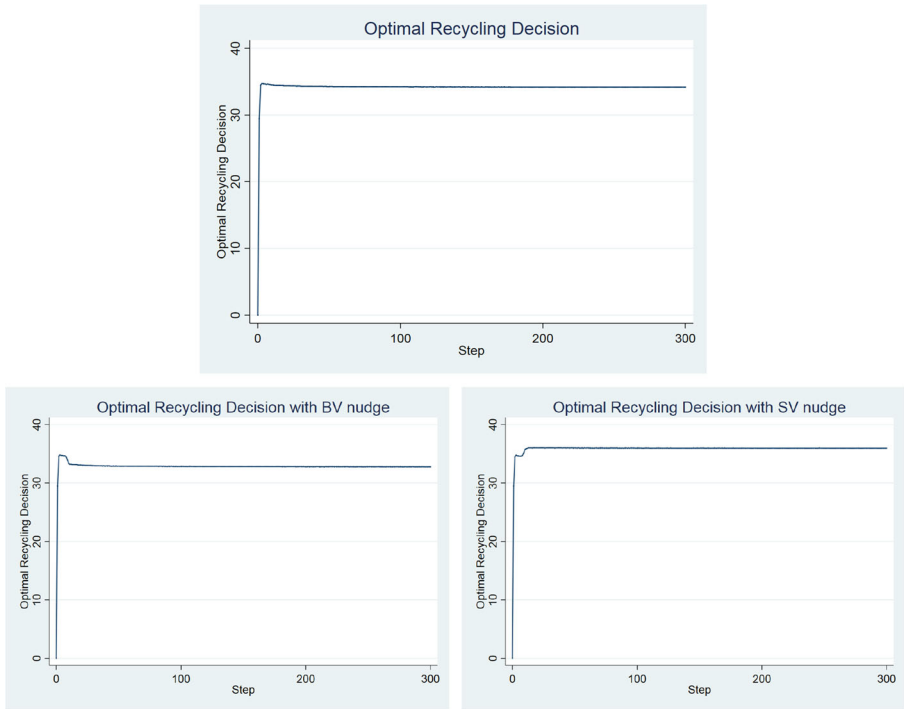 Optimal Recycling Decision
Optimal Recycling Decision
40
30
20
10
0
0 100 200 300
Step
Optimal Recycling Decision with BV nudge
Optimal Recycling Decision
40
30
20
10
0
0 100 200 300
Step
Optimal Recycling Decision with SV nudge
Optimal Recycling Decision
40
30
20
10
0
0 100 200 300
Step